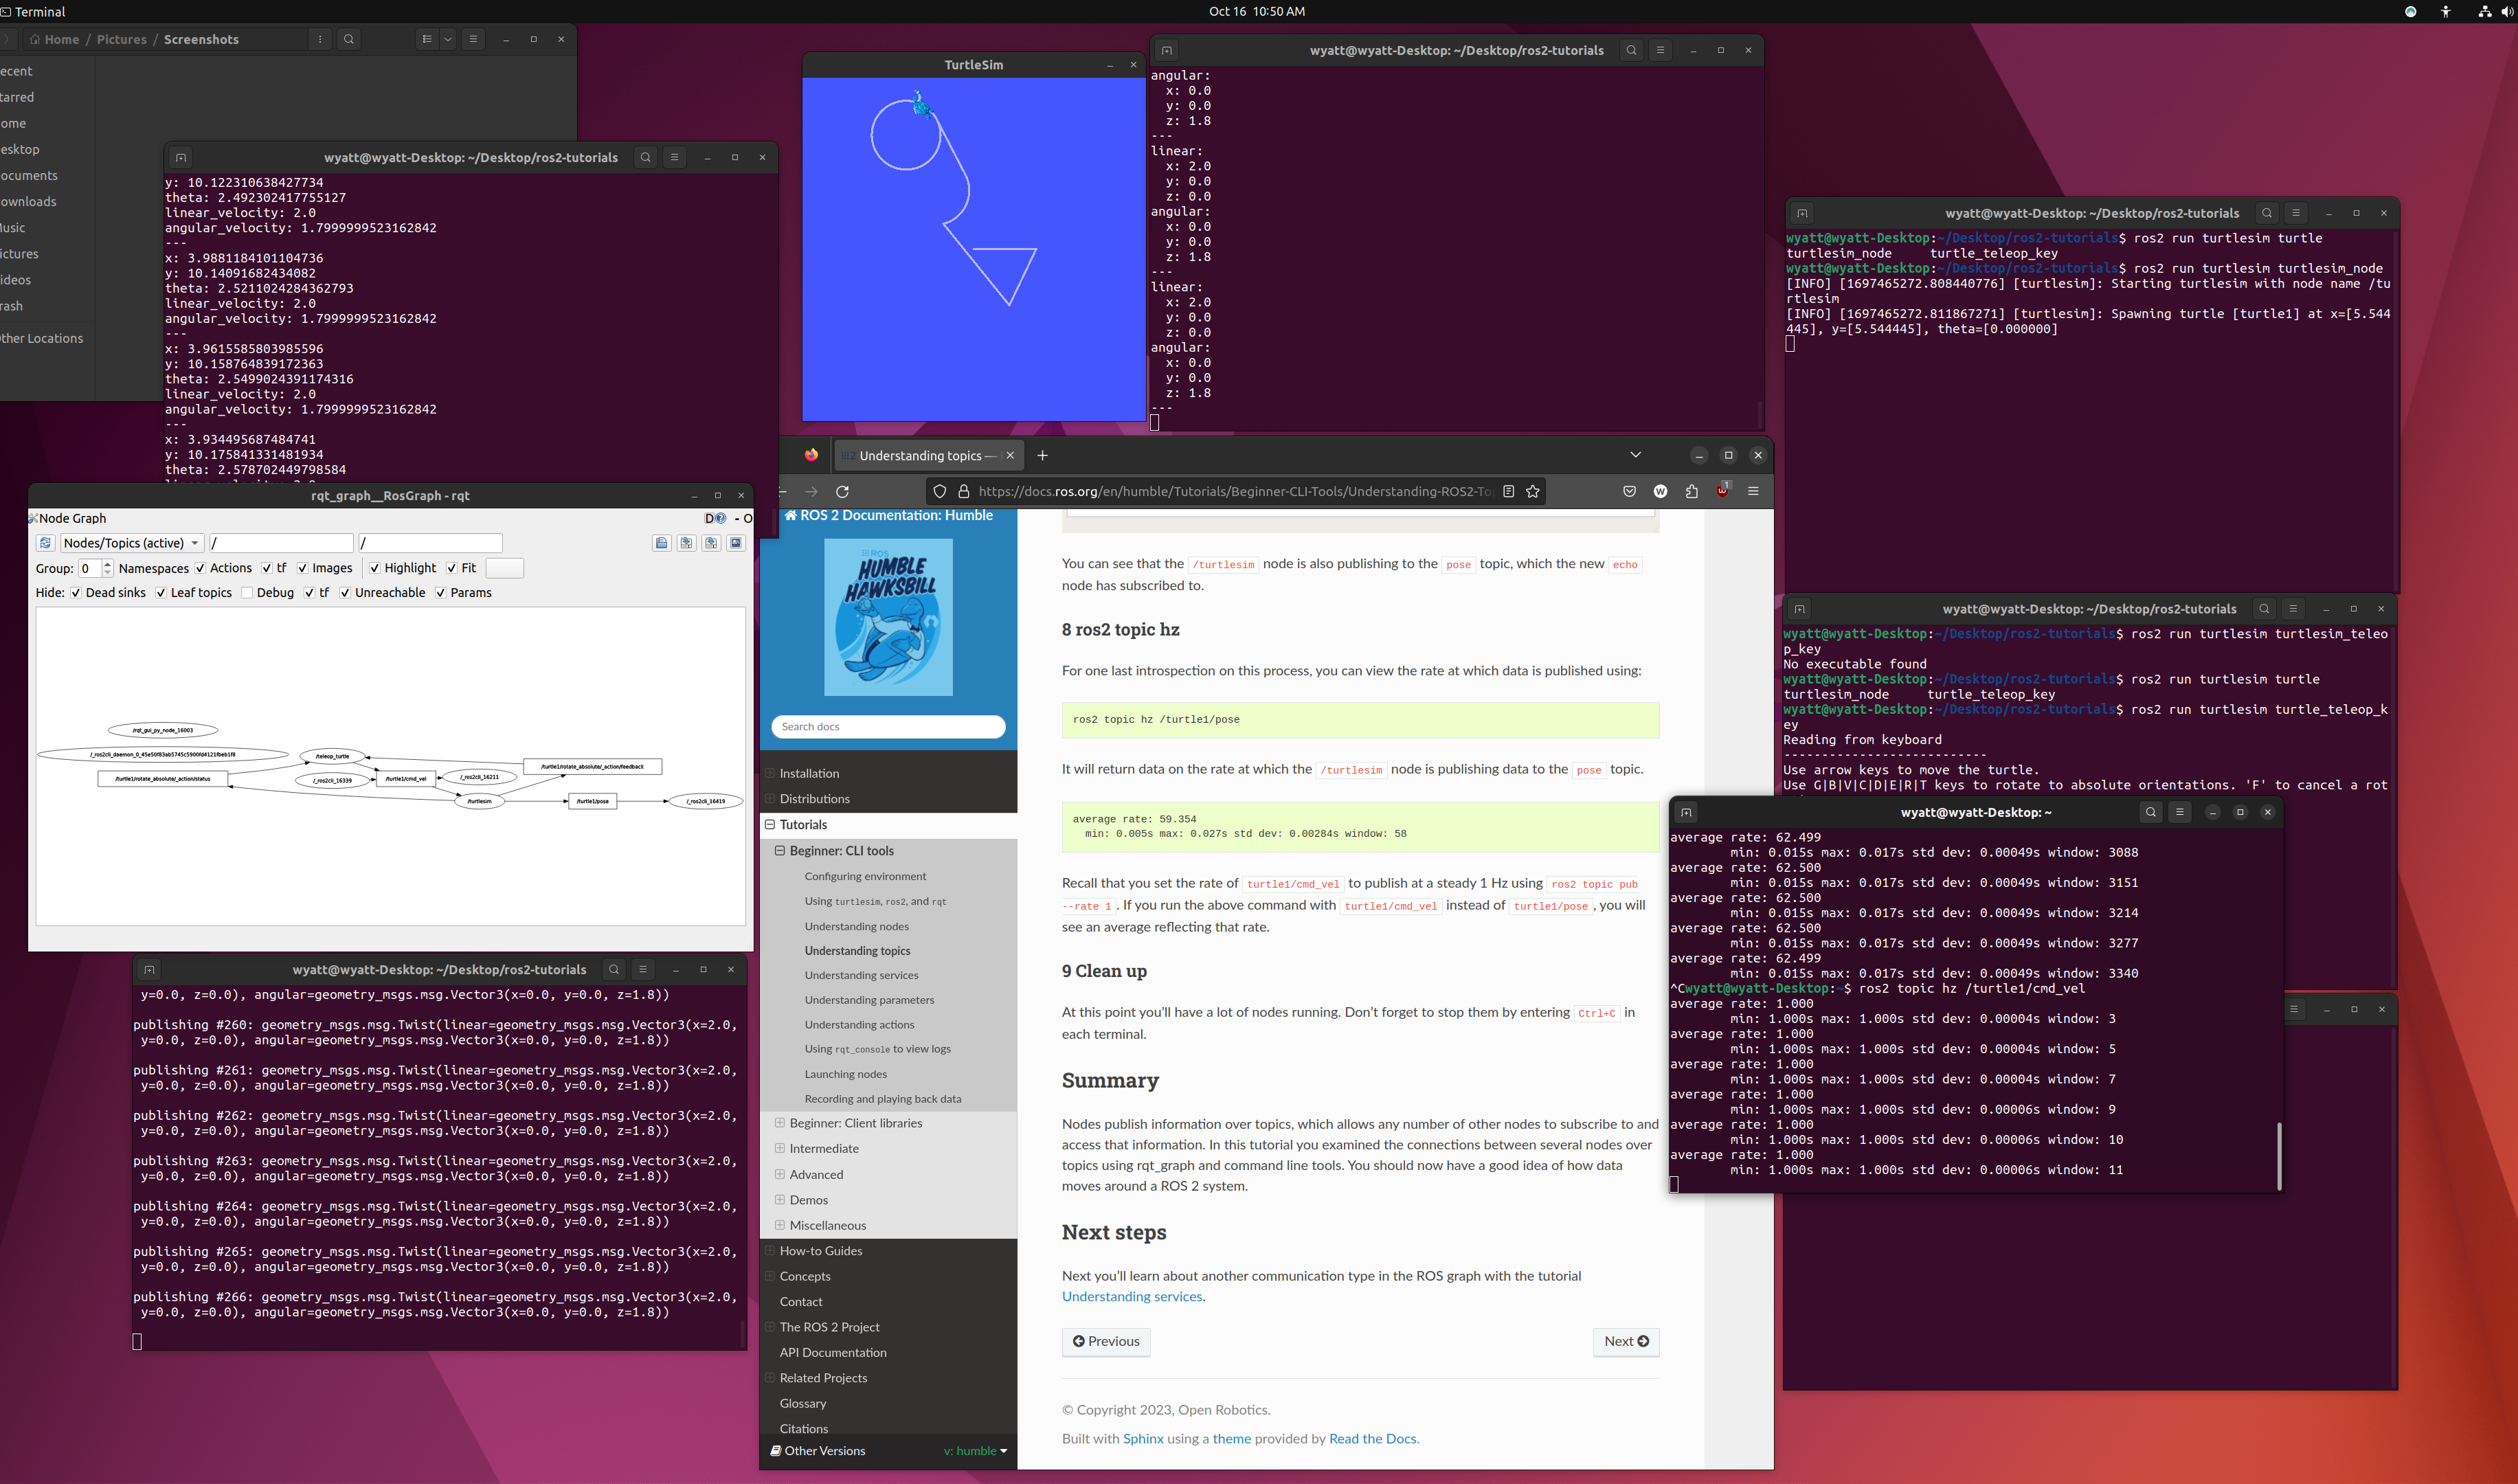 Terminal
Oct 16 10:50 AM
Home / Pictures / Screenshots
ecent
tarred
ome
esktop
ocuments
ownloads
usic
ictures
ideos
rash
ther Locations
wyatt@wyatt-Desktop: ~/Desktop/ros2-tutorials
y: 10.122310638427734
theta: 2.492302417755127
linear_velocity: 2.0
angular_velocity: 1.7999999523162842
---
x: 3.9881184101104736
y: 10.14091682434082
theta: 2.5211024284362793
linear_velocity: 2.0
angular_velocity: 1.7999999523162842
---
x: 3.9615585803985596
y: 10.158764839172363
theta: 2.5499024391174316
linear_velocity: 2.0
angular_velocity: 1.7999999523162842
---
x: 3.934495687484741
y: 10.175841331481934
theta: 2.578702449798584
TurtleSim
wyatt@wyatt-Desktop: ~/Desktop/ros2-tutorials
angular:
x: 0.0
y: 0.0
z: 1.8
---
linear:
x: 2.0
y: 0.0
z: 0.0
angular:
x: 0.0
y: 0.0
z: 1.8
---
linear:
x: 2.0
y: 0.0
z: 0.0
angular:
x: 0.0
y: 0.0
z: 1.8
---
wyatt@wyatt-Desktop: ~/Desktop/ros2-tutorials
wyatt@wyatt-Desktop:~/Desktop/ros2-tutorials$ ros2 run turtlesim turtle
turtlesim_node turtle_teleop_key
wyatt@wyatt-Desktop:~/Desktop/ros2-tutorials$ ros2 run turtlesim turtlesim_node
[INFO] [1697465272.808440776] [turtlesim]: Starting turtlesim with node name /tu
rtlesim
[INFO] [1697465272.811867271] [turtlesim]: Spawning turtle [turtle1] at x=[5.544
445], y=[5.544445], theta=[0.000000]
rqt_graph__RosGraph - rqt
Node Graph
D - O
Nodes/Topics (active) / /
Group: 0 Namespaces Actions tf Images Highlight Fit
Hide: Dead sinks Leaf topics Debug tf Unreachable Params
/rqt_gui_py_node_16003
/_ros2cli_daemon_0_45e50f83ab5745c5900fd4121fbeb1f8
/teleop_turtle
/turtle1/rotate_absolute/_action/feedback
/turtle1/rotate_absolute/_action/status
/_ros2cli_16339
/turtle1/cmd_vel
/_ros2cli_16211
/turtlesim
/turtle1/pose
/_ros2cli_16419
wyatt@wyatt-Desktop: ~/Desktop/ros2-tutorials
y=0.0, z=0.0), angular=geometry_msgs.msg.Vector3(x=0.0, y=0.0, z=1.8))
publishing #260: geometry_msgs.msg.Twist(linear=geometry_msgs.msg.Vector3(x=2.0,
y=0.0, z=0.0), angular=geometry_msgs.msg.Vector3(x=0.0, y=0.0, z=1.8))
publishing #261: geometry_msgs.msg.Twist(linear=geometry_msgs.msg.Vector3(x=2.0,
y=0.0, z=0.0), angular=geometry_msgs.msg.Vector3(x=0.0, y=0.0, z=1.8))
publishing #262: geometry_msgs.msg.Twist(linear=geometry_msgs.msg.Vector3(x=2.0,
y=0.0, z=0.0), angular=geometry_msgs.msg.Vector3(x=0.0, y=0.0, z=1.8))
publishing #263: geometry_msgs.msg.Twist(linear=geometry_msgs.msg.Vector3(x=2.0,
y=0.0, z=0.0), angular=geometry_msgs.msg.Vector3(x=0.0, y=0.0, z=1.8))
publishing #264: geometry_msgs.msg.Twist(linear=geometry_msgs.msg.Vector3(x=2.0,
y=0.0, z=0.0), angular=geometry_msgs.msg.Vector3(x=0.0, y=0.0, z=1.8))
publishing #265: geometry_msgs.msg.Twist(linear=geometry_msgs.msg.Vector3(x=2.0,
y=0.0, z=0.0), angular=geometry_msgs.msg.Vector3(x=0.0, y=0.0, z=1.8))
publishing #266: geometry_msgs.msg.Twist(linear=geometry_msgs.msg.Vector3(x=2.0,
y=0.0, z=0.0), angular=geometry_msgs.msg.Vector3(x=0.0, y=0.0, z=1.8))
Understanding topics —
https://docs.ros.org/en/humble/Tutorials/Beginner-CLI-Tools/Understanding-ROS2-To
W
1
ROS 2 Documentation: Humble
ROS
HUMBLE
HAWKSBILL
Search docs
Installation
Distributions
Tutorials
Beginner: CLI tools
Configuring environment
Using turtlesim, ros2, and rqt
Understanding nodes
Understanding topics
Understanding services
Understanding parameters
Understanding actions
Using rqt_console to view logs
Launching nodes
Recording and playing back data
Beginner: Client libraries
Intermediate
Advanced
Demos
Miscellaneous
How-to Guides
Concepts
Contact
The ROS 2 Project
API Documentation
Related Projects
Glossary
Citations
Other Versions v: humble
You can see that the /turtlesim node is also publishing to the pose topic, which the new echo
node has subscribed to.
8 ros2 topic hz
For one last introspection on this process, you can view the rate at which data is published using:
ros2 topic hz /turtle1/pose
It will return data on the rate at which the /turtlesim node is publishing data to the pose topic.
average rate: 59.354
min: 0.005s max: 0.027s std dev: 0.00284s window: 58
Recall that you set the rate of turtle1/cmd_vel to publish at a steady 1 Hz using ros2 topic pub
--rate 1 . If you run the above command with turtle1/cmd_vel instead of turtle1/pose , you will
see an average reflecting that rate.
9 Clean up
At this point you'll have a lot of nodes running. Don't forget to stop them by entering Ctrl+C in
each terminal.
Summary
Nodes publish information over topics, which allows any number of other nodes to subscribe to and
access that information. In this tutorial you examined the connections between several nodes over
topics using rqt_graph and command line tools. You should now have a good idea of how data
moves around a ROS 2 system.
Next steps
Next you'll learn about another communication type in the ROS graph with the tutorial
Understanding services.
Previous
Next
© Copyright 2023, Open Robotics.
Built with Sphinx using a theme provided by Read the Docs.
wyatt@wyatt-Desktop: ~/Desktop/ros2-tutorials
wyatt@wyatt-Desktop:~/Desktop/ros2-tutorials$ ros2 run turtlesim turtlesim_teleo
p_key
No executable found
wyatt@wyatt-Desktop:~/Desktop/ros2-tutorials$ ros2 run turtlesim turtle
turtlesim_node turtle_teleop_key
wyatt@wyatt-Desktop:~/Desktop/ros2-tutorials$ ros2 run turtlesim turtle_teleop_k
ey
Reading from keyboard
---------------------------
Use arrow keys to move the turtle.
Use G|B|V|C|D|E|R|T keys to rotate to absolute orientations. 'F' to cancel a rot
wyatt@wyatt-Desktop: ~
average rate: 62.499
min: 0.015s max: 0.017s std dev: 0.00049s window: 3088
average rate: 62.500
min: 0.015s max: 0.017s std dev: 0.00049s window: 3151
average rate: 62.500
min: 0.015s max: 0.017s std dev: 0.00049s window: 3214
average rate: 62.500
min: 0.015s max: 0.017s std dev: 0.00049s window: 3277
average rate: 62.499
min: 0.015s max: 0.017s std dev: 0.00049s window: 3340
^Cwyatt@wyatt-Desktop:~$ ros2 topic hz /turtle1/cmd_vel
average rate: 1.000
min: 1.000s max: 1.000s std dev: 0.00004s window: 3
average rate: 1.000
min: 1.000s max: 1.000s std dev: 0.00004s window: 5
average rate: 1.000
min: 1.000s max: 1.000s std dev: 0.00004s window: 7
average rate: 1.000
min: 1.000s max: 1.000s std dev: 0.00006s window: 9
average rate: 1.000
min: 1.000s max: 1.000s std dev: 0.00006s window: 10
average rate: 1.000
min: 1.000s max: 1.000s std dev: 0.00006s window: 11